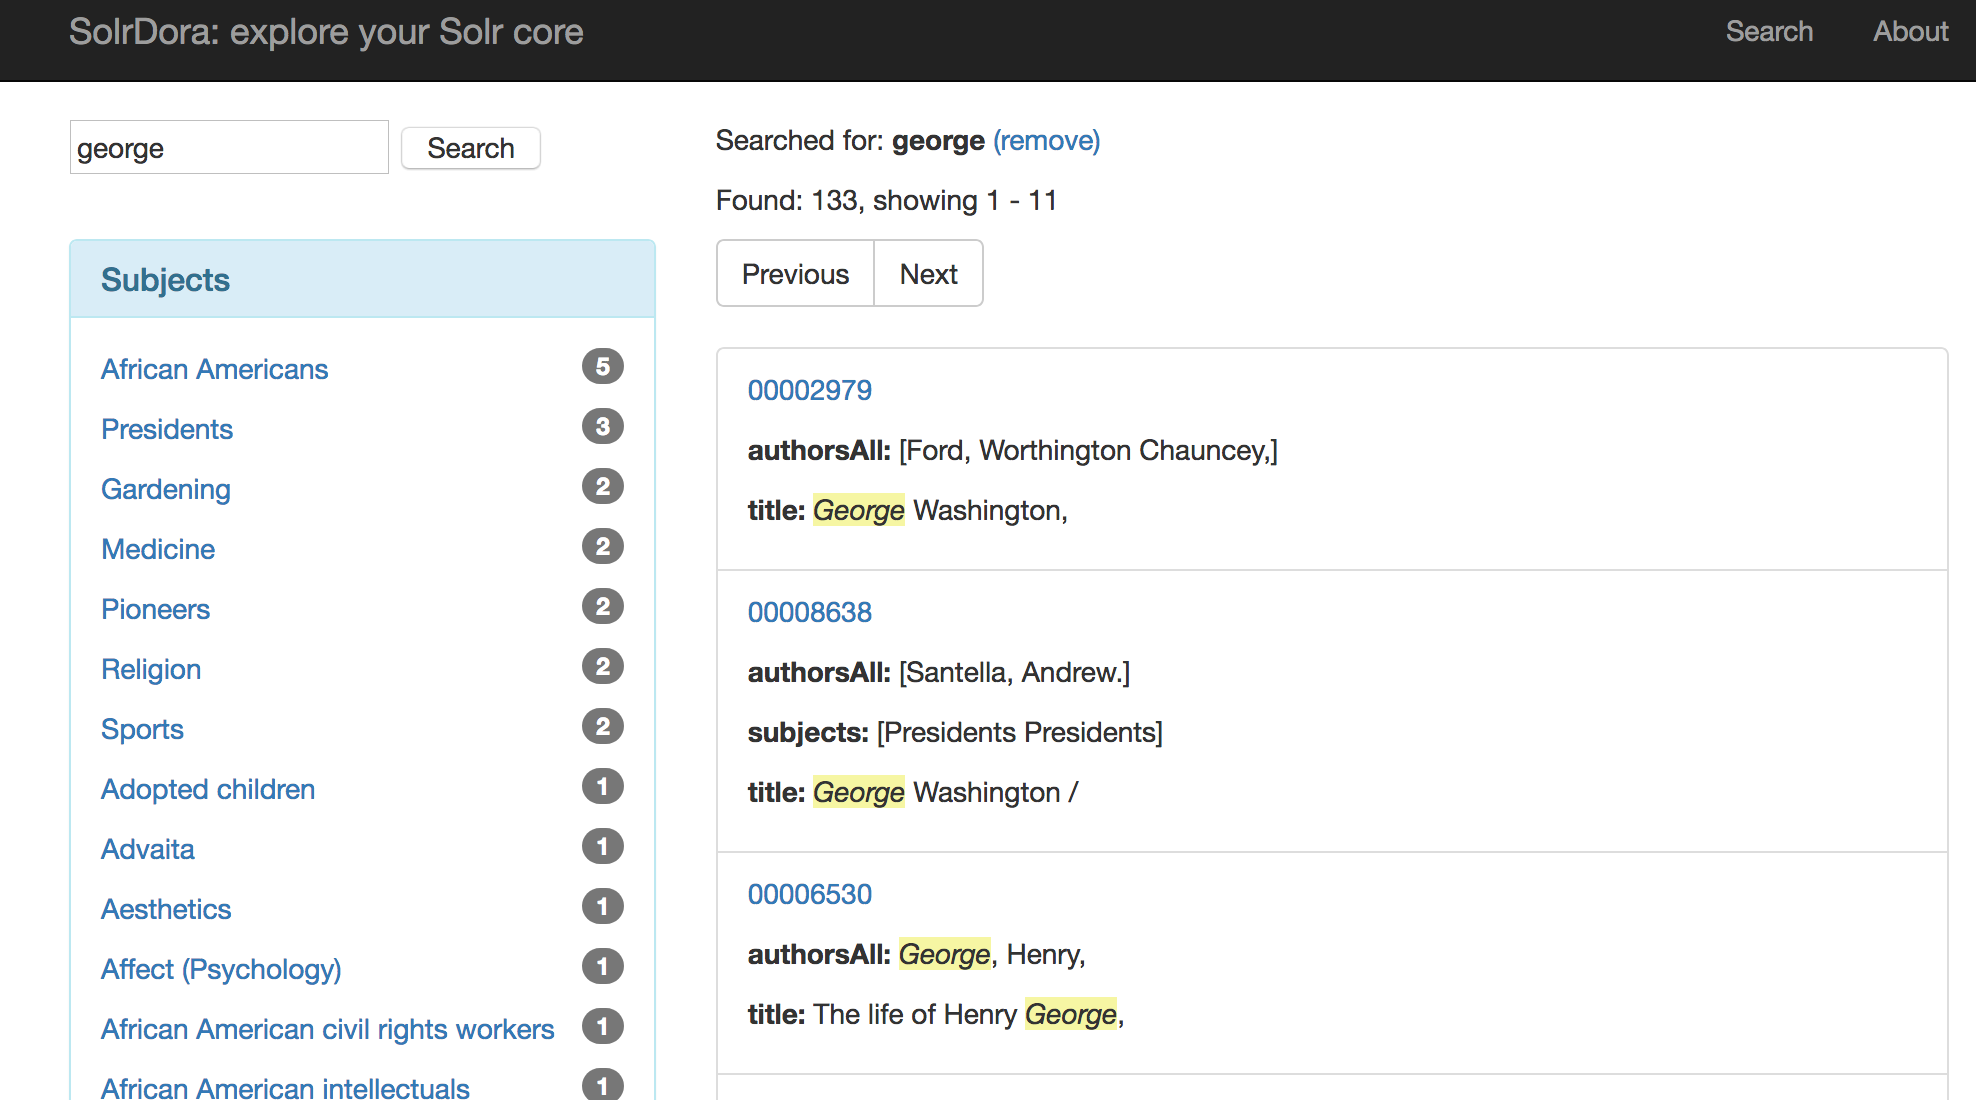 SolrDora: explore your Solr core
Search
About
george
Search
Subjects
African Americans 5
Presidents 3
Gardening 2
Medicine 2
Pioneers 2
Religion 2
Sports 2
Adopted children 1
Advaita 1
Aesthetics 1
Affect (Psychology) 1
African American civil rights workers 1
African American intellectuals 1
Searched for: george (remove)
Found: 133, showing 1 - 11
Previous
Next
00002979
authorsAll: [Ford, Worthington Chauncey,]
title: George Washington,
00008638
authorsAll: [Santella, Andrew.]
subjects: [Presidents Presidents]
title: George Washington /
00006530
authorsAll: George, Henry,
title: The life of Henry George,